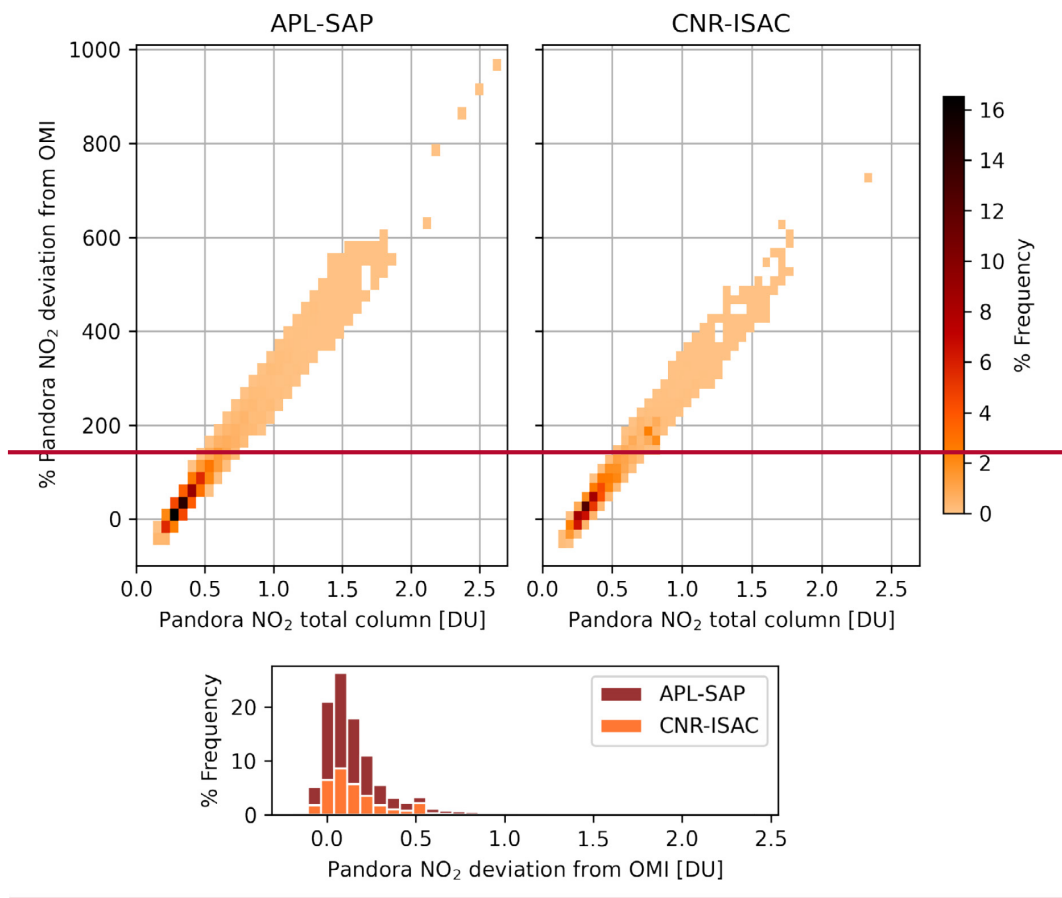 APL-SAP
CNR-ISAC
1000
800
600
400
200
0
% Pandora NO₂ deviation from OMI
0.0 0.5 1.0 1.5 2.0 2.5
Pandora NO₂ total column [DU]
0.0 0.5 1.0 1.5 2.0 2.5
Pandora NO₂ total column [DU]
16
14
12
10
8
6
4
2
0
% Frequency
APL-SAP
CNR-ISAC
20
10
0
% Frequency
0.0 0.5 1.0 1.5 2.0 2.5
Pandora NO₂ deviation from OMI [DU]